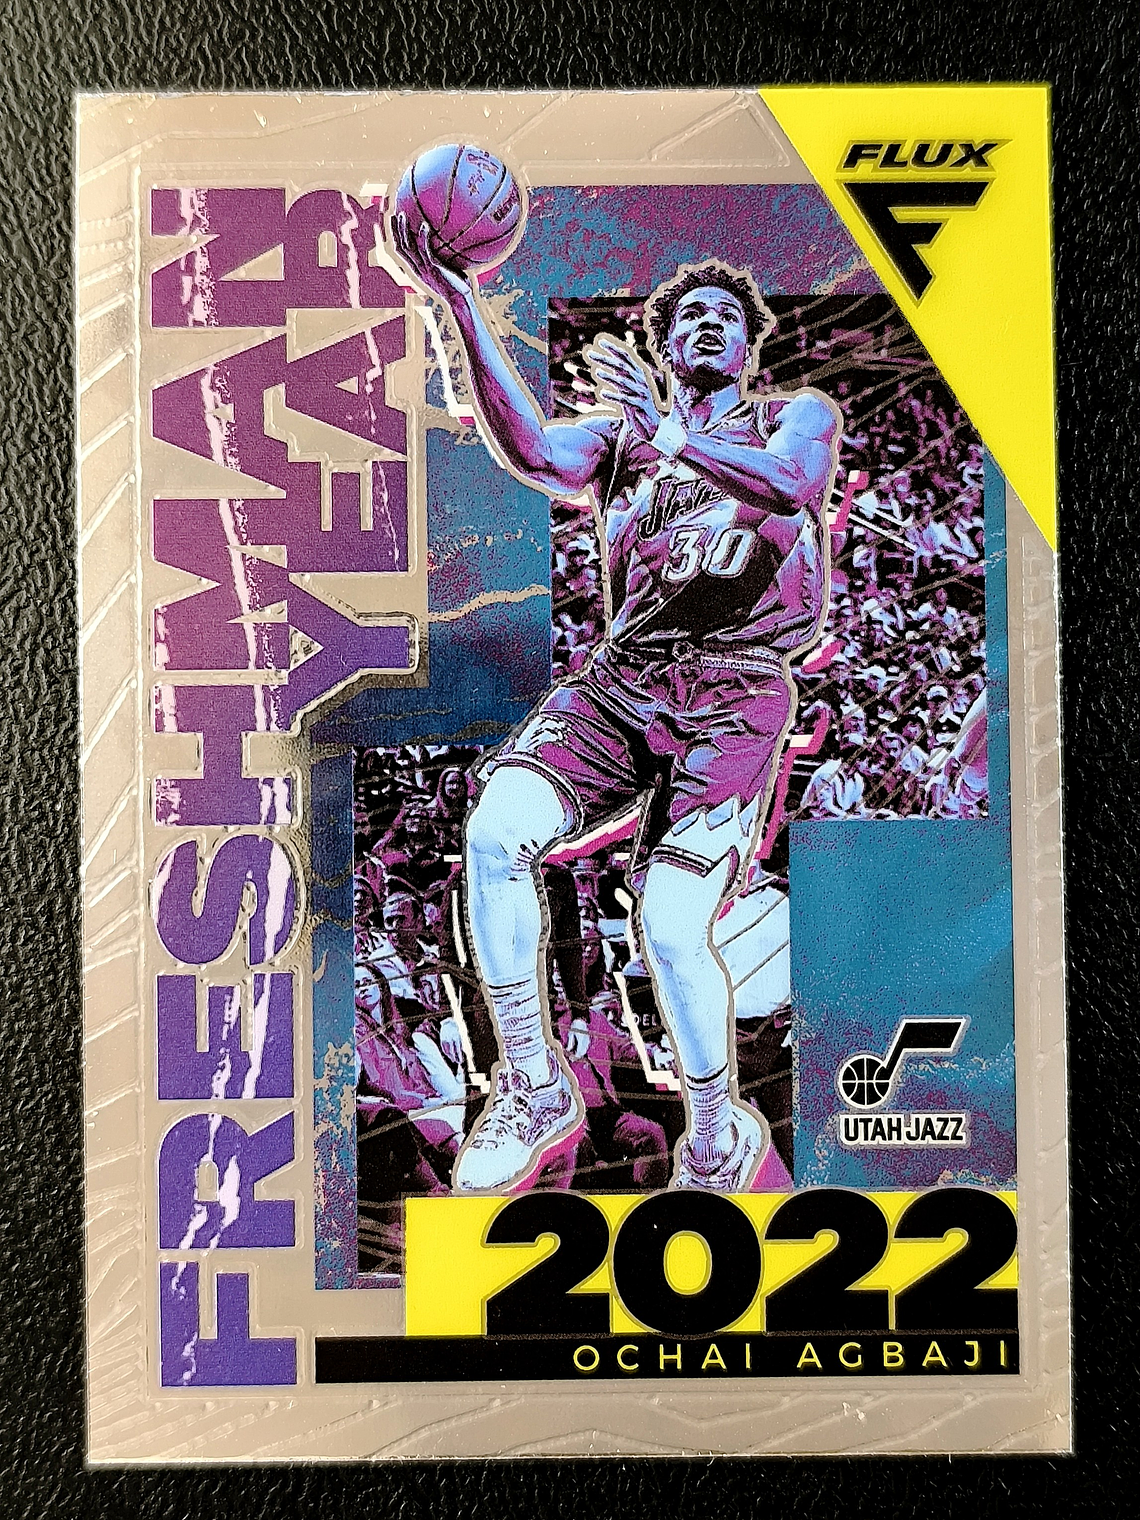 FLUX
FRESHMAN
YEAR
JAZZ
30
UTAH JAZZ
2022
OCHAI AGBAJI